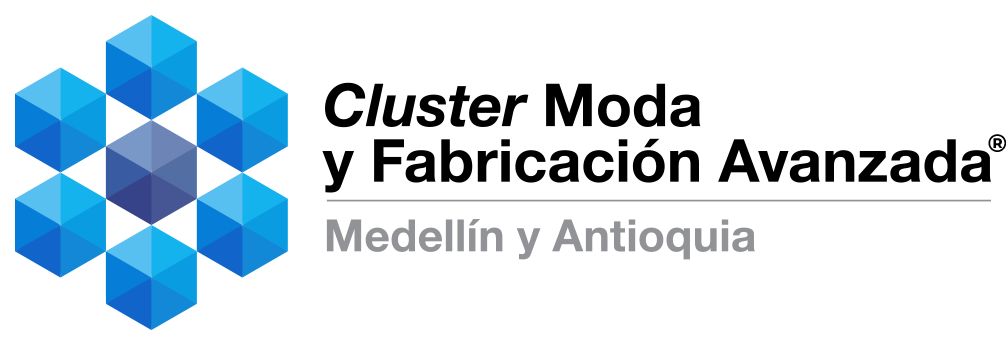 Cluster Moda
y Fabricación Avanzada®
Medellín y Antioquia